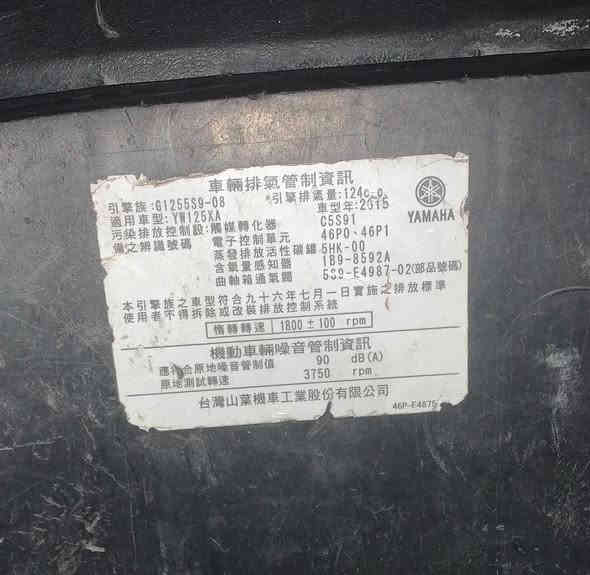 車輛排氣管制資訊
引擎族:G1255S9-08 引擎排氣量:124c.c.
適用車型:YW125XA 車型年:2015
污染排放控制設 觸媒轉化器 C5S91
備之辨識號碼 電子控制單元 46P0、46P1
蒸發排放活性碳罐 5HK-00
含氧量感知器 1B9-8592A
曲軸箱通氣閥 5S9-E4987-02(部品號碼)
YAMAHA
本引擎族之車型符合九十六年七月一日實施之排放標準
使用者不得拆除或改裝排放控制系統
惰轉轉速 1800±100 rpm
機動車輛噪音管制資訊
應符合原地噪音管制值 90 dB(A)
原地測試轉速 3750 rpm
台灣山葉機車工業股份有限公司
46P-E4875